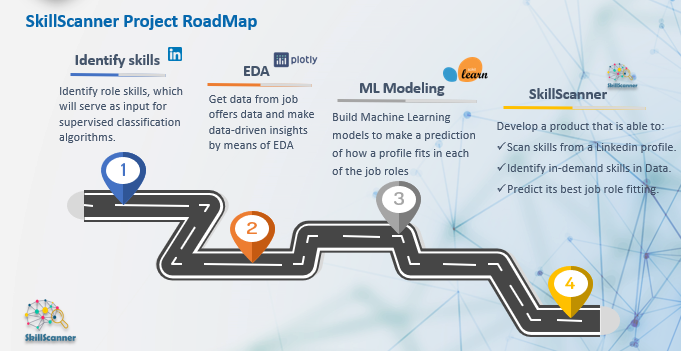 SkillScanner Project RoadMap
Identify skills
in
Identify role skills, which
will serve as input for
supervised classification
algorithms.
EDA
plotly
Get data from job
offers data and make
data-driven insights
by means of EDA
ML Modeling
learn
Build Machine Learning
models to make a prediction
of how a profile fits in each
of the job roles
SkillScanner
SkillScanner
Develop a product that is able to:
✓Scan skills from a Linkedin profile.
✓Identify in-demand skills in Data.
✓Predict its best job role fitting.
1
2
3
4
SkillScanner